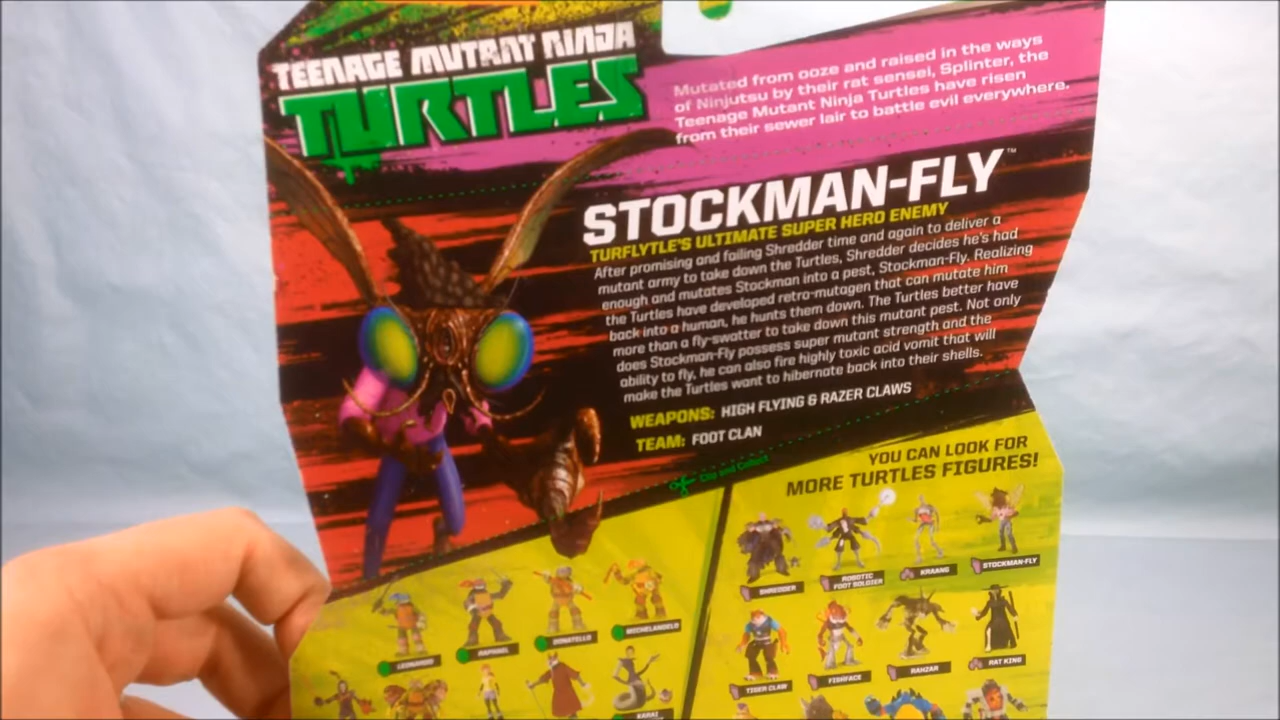 TEENAGE MUTANT NINJA
TURTLES
Mutated from ooze and raised in the ways
of Ninjutsu by their rat sensei, Splinter, the
Teenage Mutant Ninja Turtles have risen
from their sewer lair to battle evil everywhere.
STOCKMAN-FLY™
TURFLYTLE'S ULTIMATE SUPER HERO ENEMY
After promising and failing Shredder time and again to deliver a
mutant army to take down the Turtles, Shredder decides he's had
enough and mutates Stockman into a pest, Stockman-Fly. Realizing
the Turtles have developed retro-mutagen that can mutate him
back into a human, he hunts them down. The Turtles better have
more than a fly-swatter to take down this mutant pest. Not only
does Stockman-Fly possess super mutant strength and the
ability to fly, he can also fire highly toxic acid vomit that will
make the Turtles want to hibernate back into their shells.
WEAPONS: HIGH FLYING & RAZER CLAWS
TEAM: FOOT CLAN
Clip and Collect
YOU CAN LOOK FOR
MORE TURTLES FIGURES!
SHREDDER
ROBOTIC
FOOT SOLDIER
KRAANG
STOCKMAN-FLY
LEONARDO
RAPHAEL
DONATELLO
MICHELANGELO
TIGER CLAW
FISHFACE
RAHZAR
RAT KING
KARAI